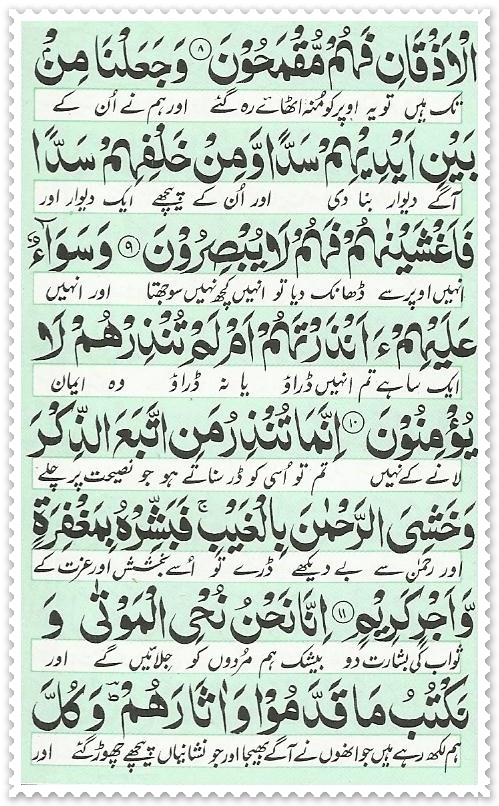 الْاَذْقَانِ فَهُمْ مُّقْمَحُوْنَ ۝۸ وَجَعَلْنَا مِنْۢ
تک ہیں تو یہ اوپر کو منہ اٹھائے رہ گئے اور ہم نے اُن کے
بَيْنِ اَيْدِيْهِمْ سَدًّا وَّمِنْ خَلْفِهِمْ سَدًّا
آگے دیوار بنا دی اور اُن کے پیچھے ایک دیوار اور
فَاَغْشَيْنٰهُمْ فَهُمْ لَا يُبْصِرُوْنَ ۝۹ وَسَوَآءٌ
انہیں اوپر سے ڈھانک دیا تو انہیں کچھ نہیں سوجھتا اور انہیں
عَلَيْهِمْ ءَاَنْذَرْتَهُمْ اَمْ لَمْ تُنْذِرْهُمْ لَا
ایک سا ہے تم انہیں ڈراؤ یا نہ ڈراؤ وہ ایمان
يُؤْمِنُوْنَ ۝۱۰ اِنَّمَا تُنْذِرُ مَنِ اتَّبَعَ الذِّكْرَ
لانے کے نہیں تم تو اُسی کو ڈر سناتے ہو جو نصیحت پر چلے
وَخَشِيَ الرَّحْمٰنَ بِالْغَيْبِ ۚ فَبَشِّرْهُ بِمَغْفِرَةٍ
اور رحمٰن سے بے دیکھے ڈرے تو اُسے بخشش اور عزت کے
وَّاَجْرٍ كَرِيْمٍ ۝۱۱ اِنَّا نَحْنُ نُحْيِ الْمَوْتٰى وَ
ثواب کی بشارت دو بیشک ہم مُردوں کو جلائیں گے اور
نَكْتُبُ مَا قَدَّمُوْا وَاٰثَارَهُمْ ؕ وَكُلَّ
ہم لکھ رہے ہیں جو انھوں نے آگے بھیجا اور جو نشانیاں پیچھے چھوڑ گئے اور